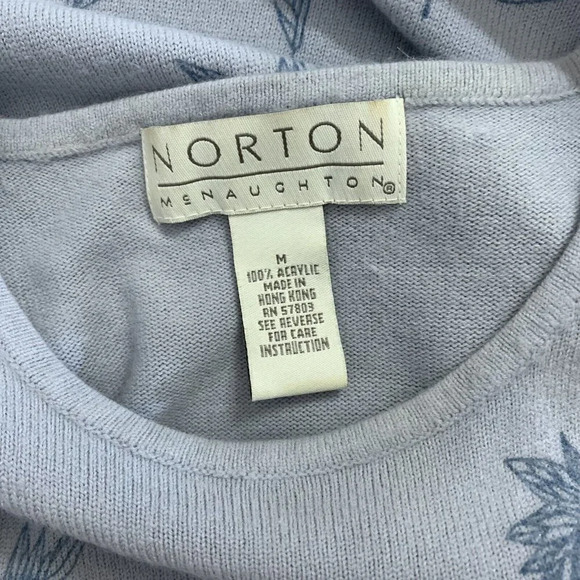 NORTON
McNAUGHTON®
M
100% ACRYLIC
MADE IN
HONG KONG
RN 57803
SEE REVERSE
FOR CARE
INSTRUCTION